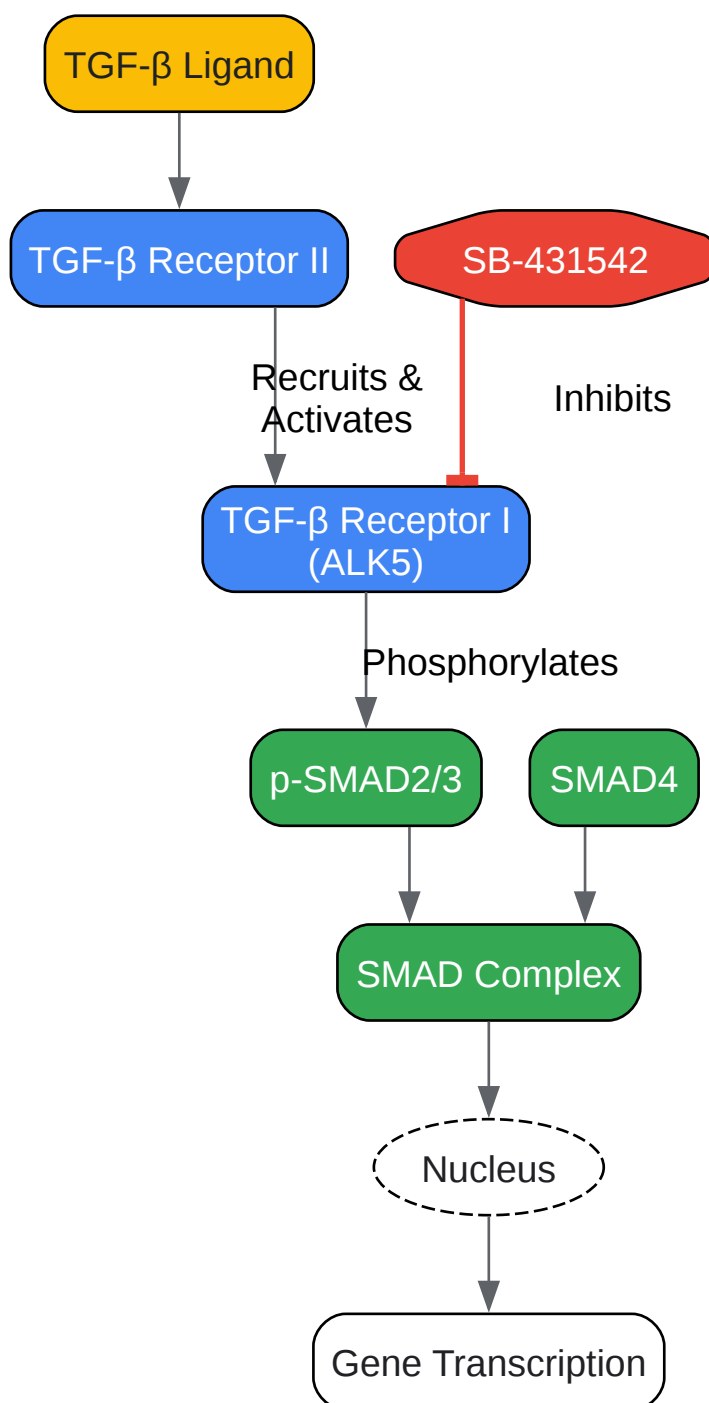 TGF-β Ligand
TGF-β Receptor II
SB-431542
Recruits &
Activates
Inhibits
TGF-β Receptor I
(ALK5)
Phosphorylates
p-SMAD2/3
SMAD4
SMAD Complex
Nucleus
Gene Transcription